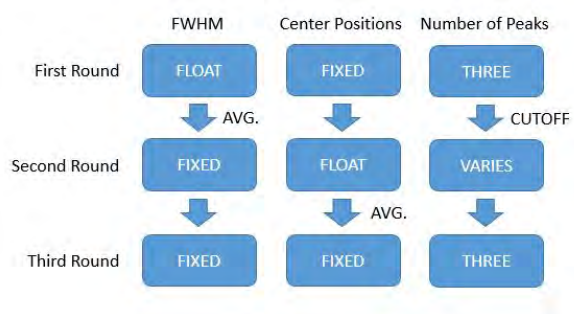 FWHM Center Positions Number of Peaks
First Round FLOAT FIXED THREE
AVG. CUTOFF
Second Round FIXED FLOAT VARIES
AVG.
Third Round FIXED FIXED THREE